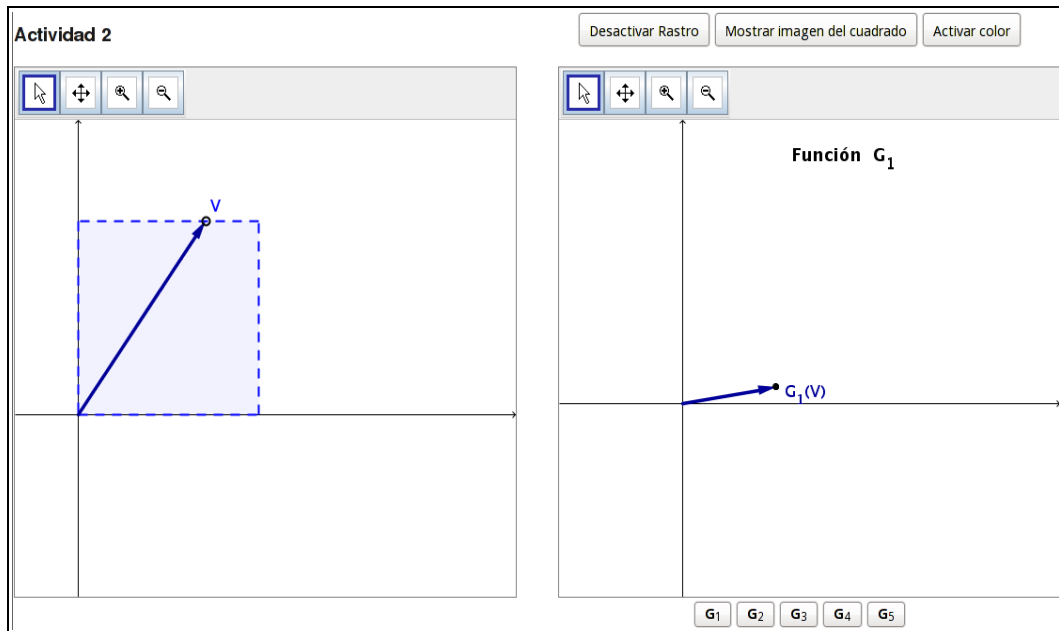 Actividad 2
Desactivar Rastro Mostrar imagen del cuadrado Activar color
V
Función G₁
G₁(V)
G₁ G₂ G₃ G₄ G₅